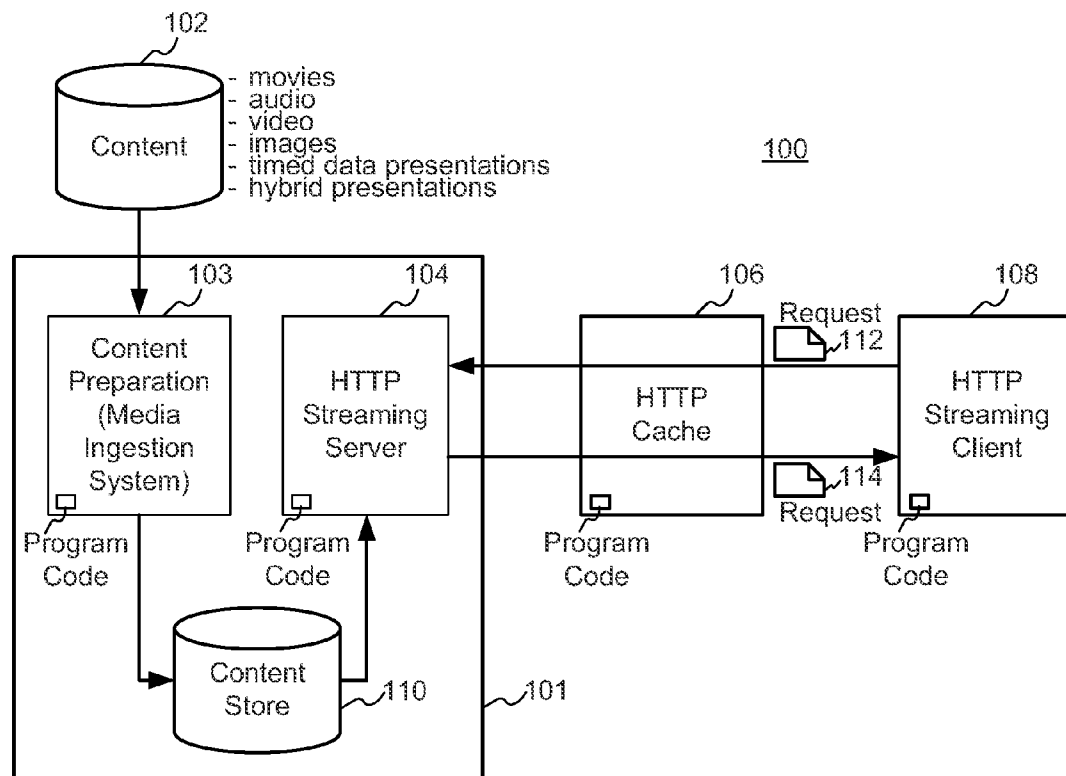 102
Content
- movies
- audio
- video
- images
- timed data presentations
- hybrid presentations
100
103
Content
Preparation
(Media
Ingestion
System)
Program
Code
104
HTTP
Streaming
Server
Program
Code
106
HTTP
Cache
Program
Code
Request
112
114
Request
108
HTTP
Streaming
Client
Program
Code
Content
Store
110
101